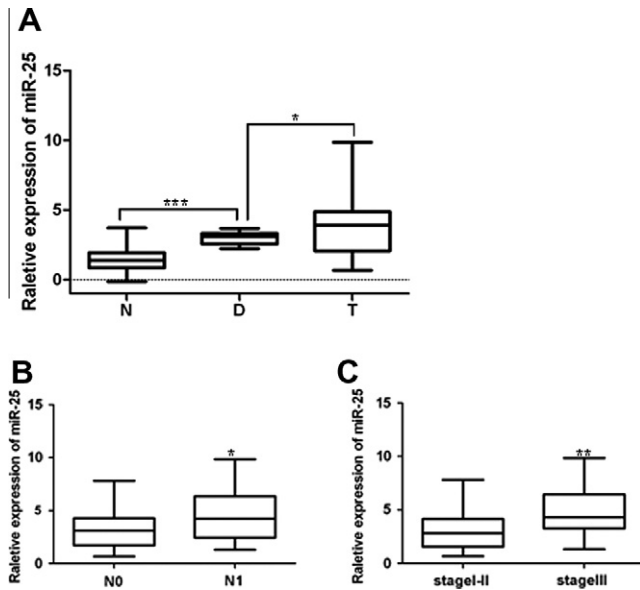 A
Raletive expression of miR-25
15
10
5
0
***
*
N D T
B
Raletive expression of miR-25
15
10
5
0
*
N0 N1
C
Raletive expression of miR-25
15
10
5
0
**
stageI-II stageIII